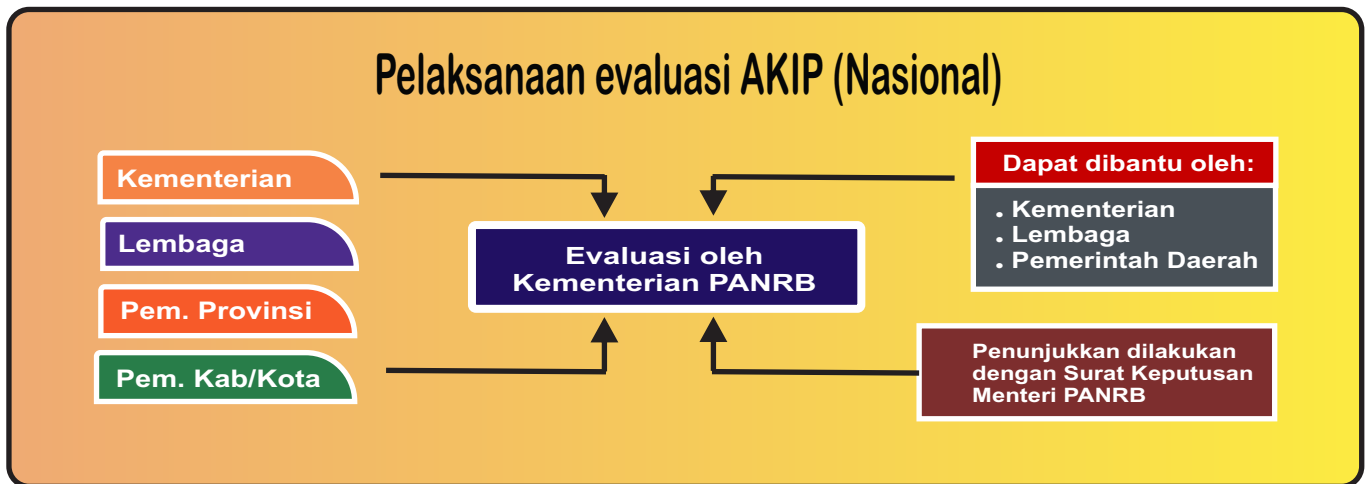 Pelaksanaan evaluasi AKIP (Nasional)
Kementerian
Lembaga
Pem. Provinsi
Pem. Kab/Kota
Evaluasi oleh
Kementerian PANRB
Dapat dibantu oleh:
. Kementerian
. Lembaga
. Pemerintah Daerah
Penunjukkan dilakukan
dengan Surat Keputusan
Menteri PANRB